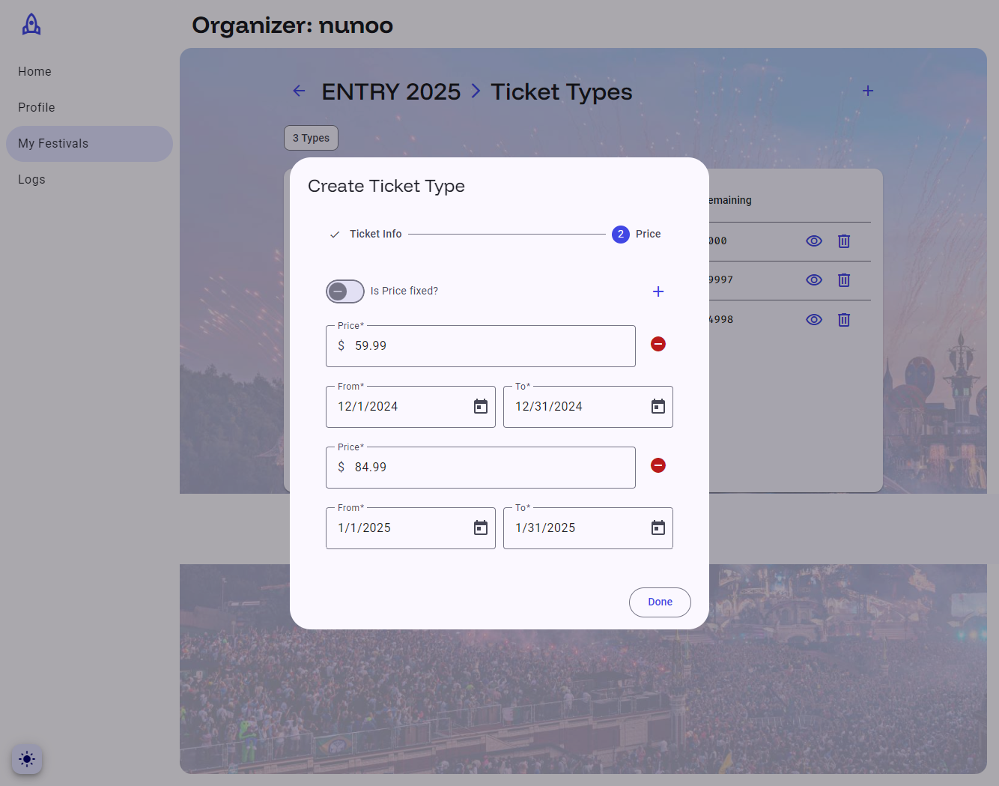 Organizer: nunoo
Home
Profile
My Festivals
Logs
ENTRY 2025 > Ticket Types
3 Types
Create Ticket Type
Ticket Info
2 Price
Is Price fixed?
Price*
$ 59.99
From* To*
12/1/2024 12/31/2024
Price*
$ 84.99
From* To*
1/1/2025 1/31/2025
Done
emaining
000
9997
4998